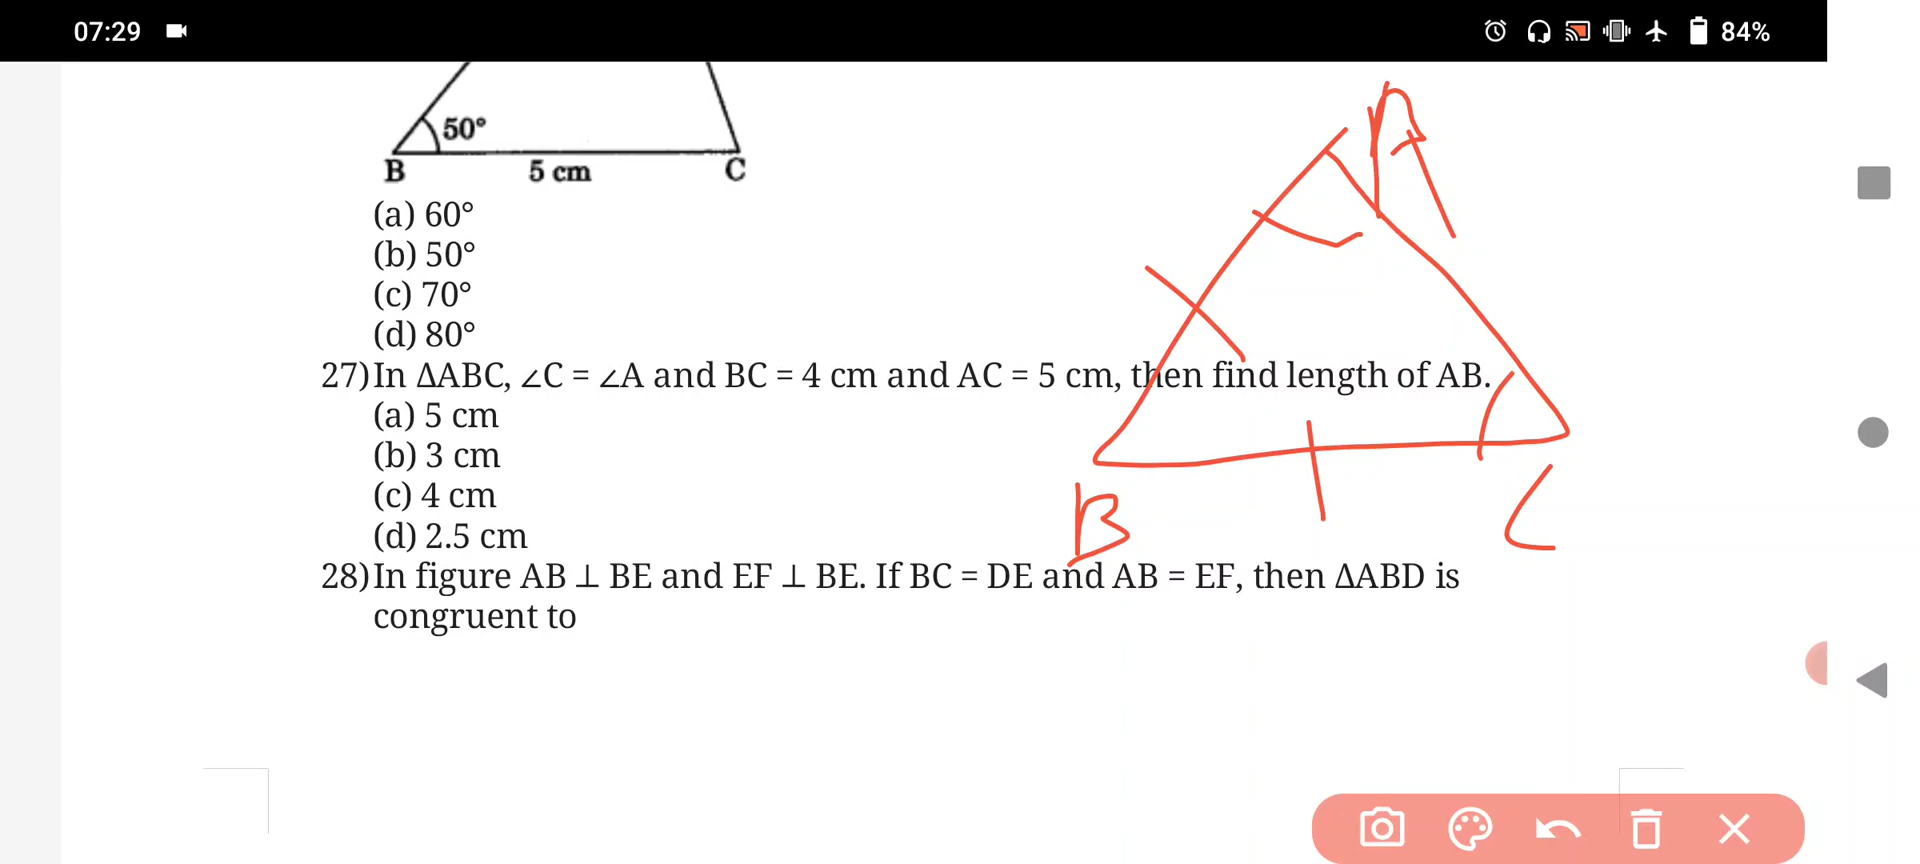 07:29 84%
A
50°
B 5 cm C
(a) 60°
(b) 50°
(c) 70°
(d) 80°
27) In ΔABC, ∠C = ∠A and BC = 4 cm and AC = 5 cm, then find length of AB.
(a) 5 cm
(b) 3 cm
(c) 4 cm
(d) 2.5 cm
B C
28) In figure AB ⊥ BE and EF ⊥ BE. If BC = DE and AB = EF, then ΔABD is
congruent to